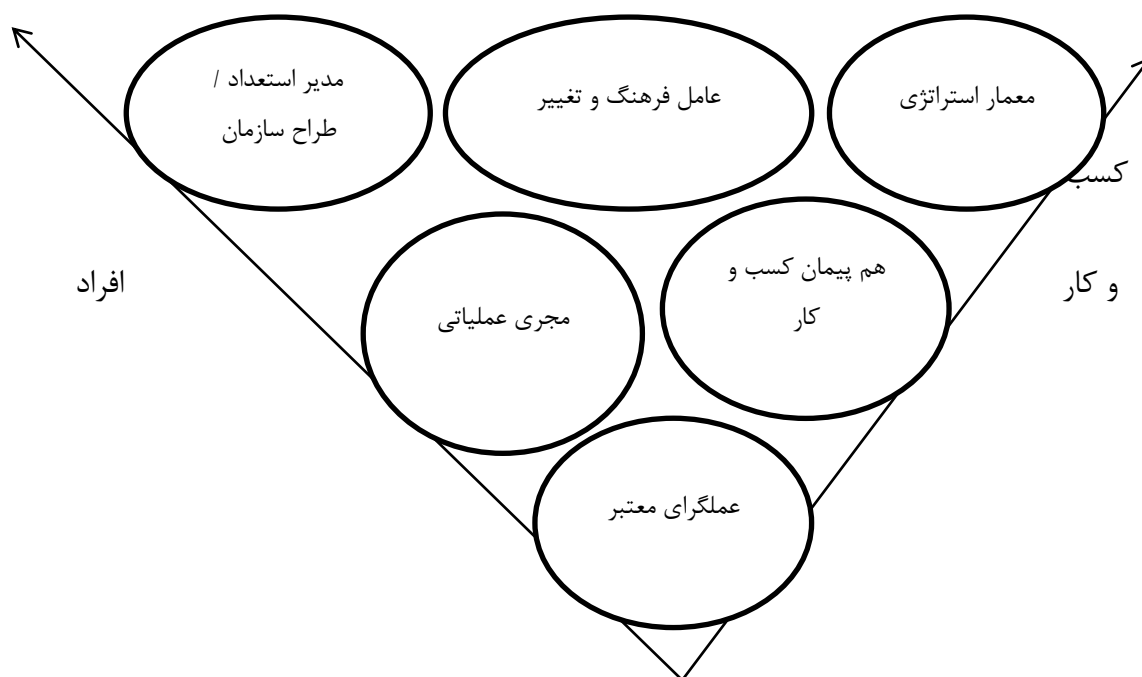 معمار استراتژی
عامل فرهنگ و تغییر
مدیر استعداد /
طراح سازمان
کسب
و کار
هم پیمان کسب و
کار
مجری عملیاتی
افراد
عملگرای معتبر